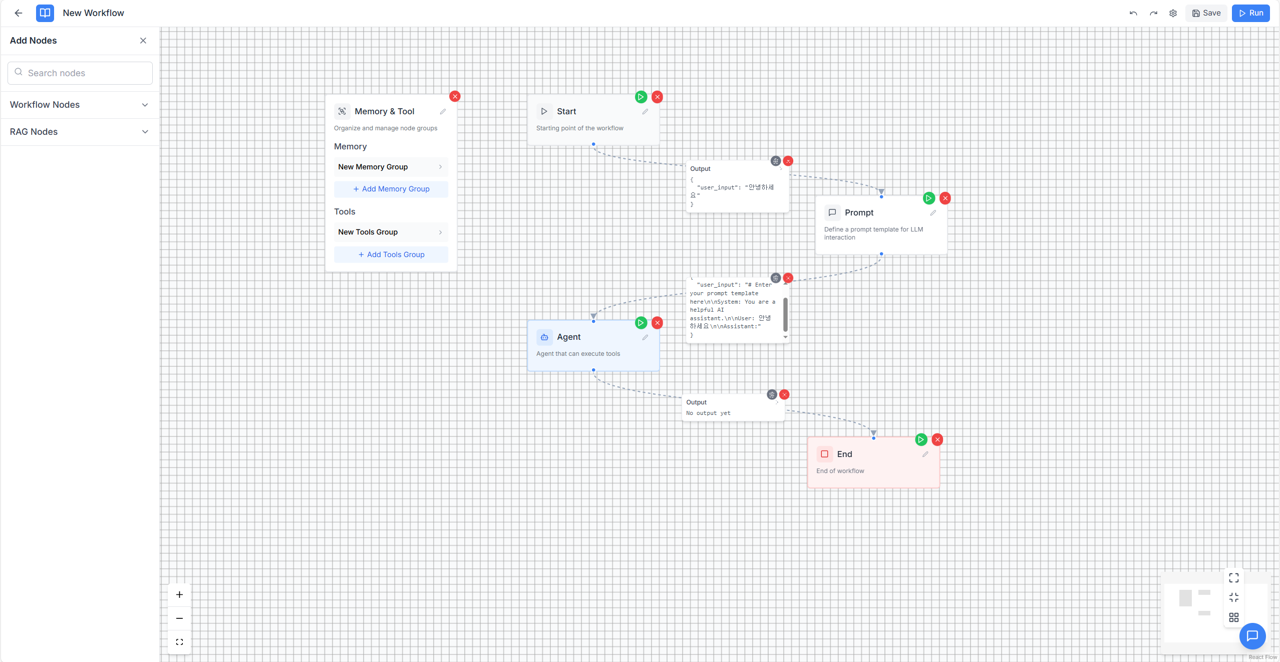 New Workflow
Save
Run
Add Nodes
Search nodes
Workflow Nodes
RAG Nodes
Memory & Tool
Organize and manage node groups
Memory
New Memory Group
+ Add Memory Group
Tools
New Tools Group
+ Add Tools Group
Start
Starting point of the workflow
Output
{
"user_input": "안녕하세
요"
}
Prompt
Define a prompt template for LLM
interaction
"user_input": "# Enter
your prompt template
here\n\nSystem: You are a
helpful AI
assistant.\n\nUser: 안녕
하세요\n\nAssistant:"
}
Agent
Agent that can execute tools
Output
No output yet
End
End of workflow
React Flow